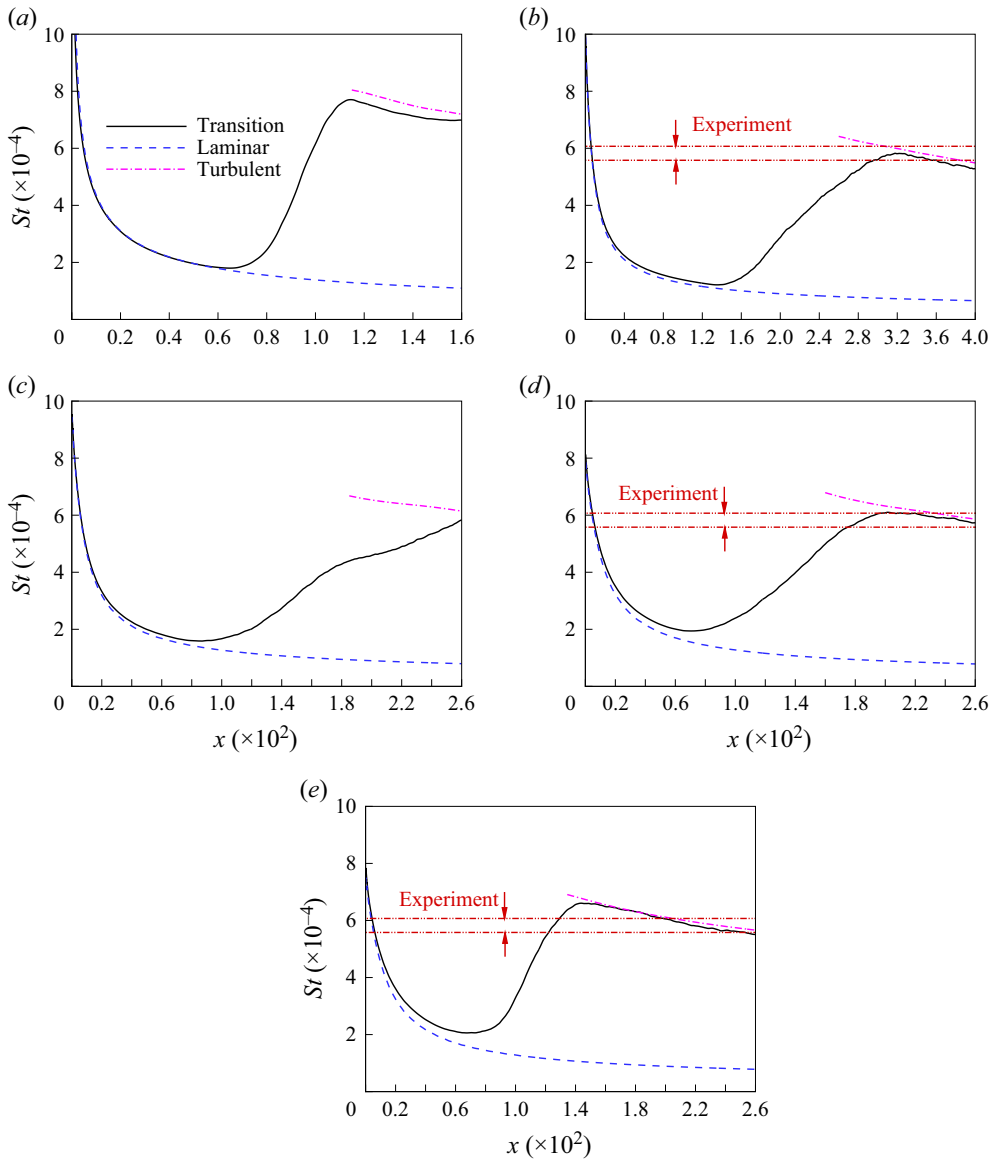 (a)
10
8
6
4
2
0
St (×10⁻⁴)
Transition
Laminar
Turbulent
0.2 0.4 0.6 0.8 1.0 1.2 1.4 1.6
(b)
10
8
6
4
2
0
Experiment
0.4 0.8 1.2 1.6 2.0 2.4 2.8 3.2 3.6 4.0
(c)
10
8
6
4
2
0
St (×10⁻⁴)
0.2 0.6 1.0 1.4 1.8 2.2 2.6
x (×10²)
(d)
10
8
6
4
2
0
Experiment
0.2 0.6 1.0 1.4 1.8 2.2 2.6
x (×10²)
(e)
10
8
6
4
2
0
St (×10⁻⁴)
Experiment
0.2 0.6 1.0 1.4 1.8 2.2 2.6
x (×10²)